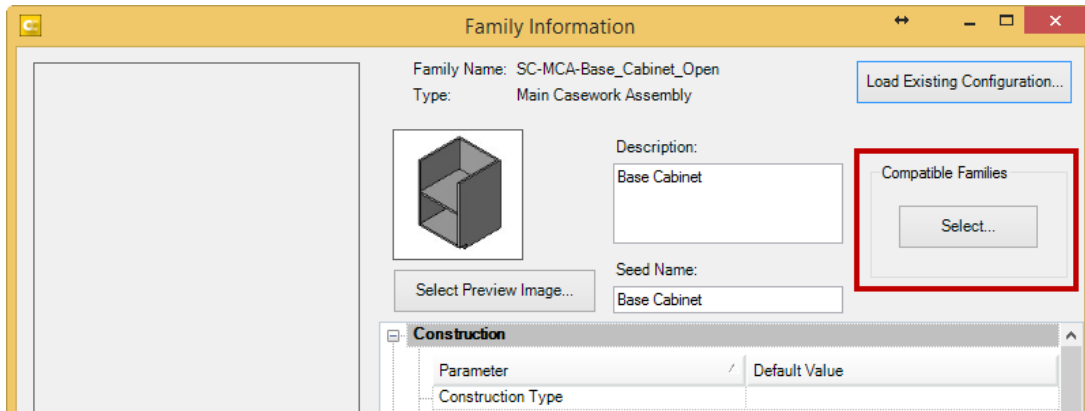 Family Information
Family Name: SC-MCA-Base_Cabinet_Open
Type: Main Casework Assembly
Load Existing Configuration...
Description:
Base Cabinet
Compatible Families
Select...
Seed Name:
Base Cabinet
Select Preview Image...
Construction
Parameter Default Value
Construction Type